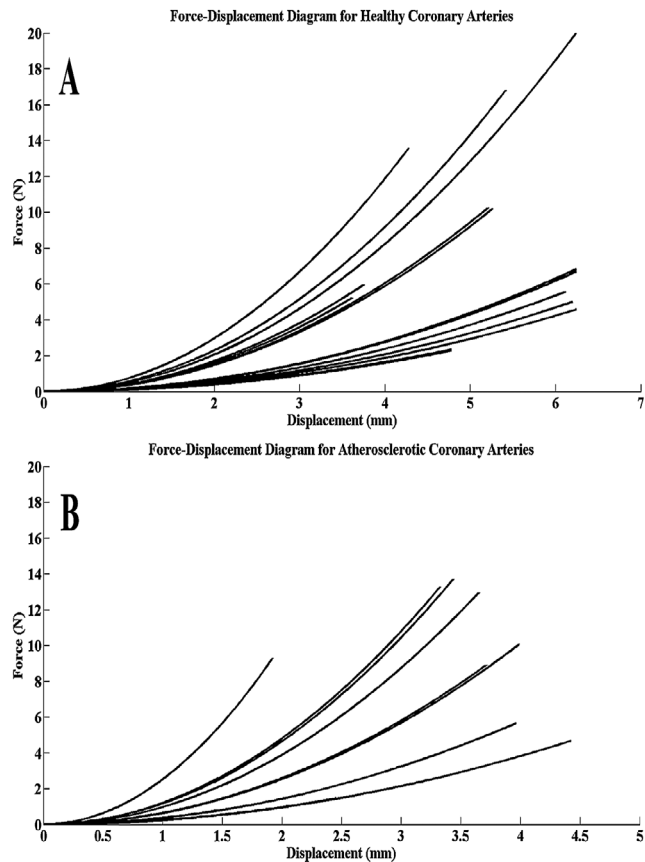 Force-Displacement Diagram for Healthy Coronary Arteries
20
18
16
14
12
10
8
6
4
2
0
A
Force (N)
0 1 2 3 4 5 6 7
Displacement (mm)
Force-Displacement Diagram for Atherosclerotic Coronary Arteries
20
18
16
14
12
10
8
6
4
2
0
B
Force (N)
0 0.5 1 1.5 2 2.5 3 3.5 4 4.5 5
Displacement (mm)